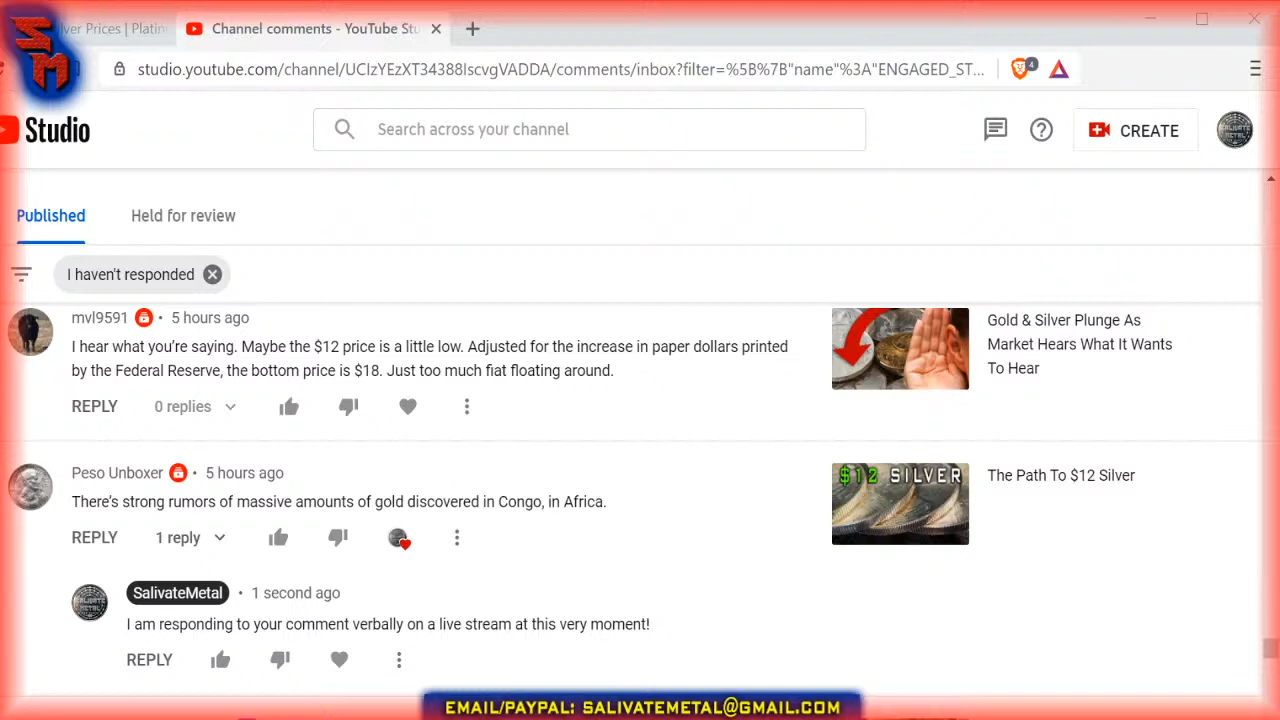 SM
lver Prices | Platin
Channel comments - YouTube Stu
studio.youtube.com/channel/UCIzYEzXT34388IscvgVADDA/comments/inbox?filter=%5B%7B"name"%3A"ENGAGED_ST...
4
Studio
Search across your channel
CREATE
Published
Held for review
I haven't responded
mvl9591 • 5 hours ago
I hear what you're saying. Maybe the $12 price is a little low. Adjusted for the increase in paper dollars printed
by the Federal Reserve, the bottom price is $18. Just too much fiat floating around.
REPLY 0 replies
Gold & Silver Plunge As
Market Hears What It Wants
To Hear
Peso Unboxer • 5 hours ago
There's strong rumors of massive amounts of gold discovered in Congo, in Africa.
REPLY 1 reply
$12 SILVER
The Path To $12 Silver
SalivateMetal • 1 second ago
I am responding to your comment verbally on a live stream at this very moment!
REPLY
EMAIL/PAYPAL: SALIVATEMETAL@GMAIL.COM